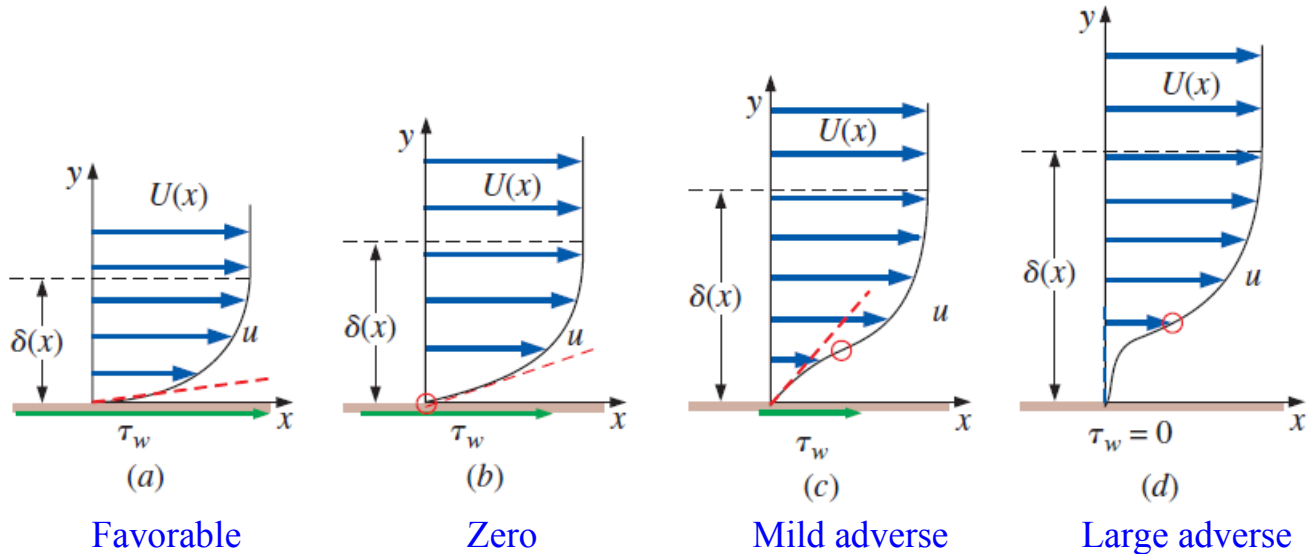 y
U(x)
δ(x)
u
x
τw
(a)
Favorable
y
U(x)
δ(x)
u
x
τw
(b)
Zero
y
U(x)
δ(x)
u
x
τw
(c)
Mild adverse
y
U(x)
δ(x)
u
x
τw = 0
(d)
Large adverse